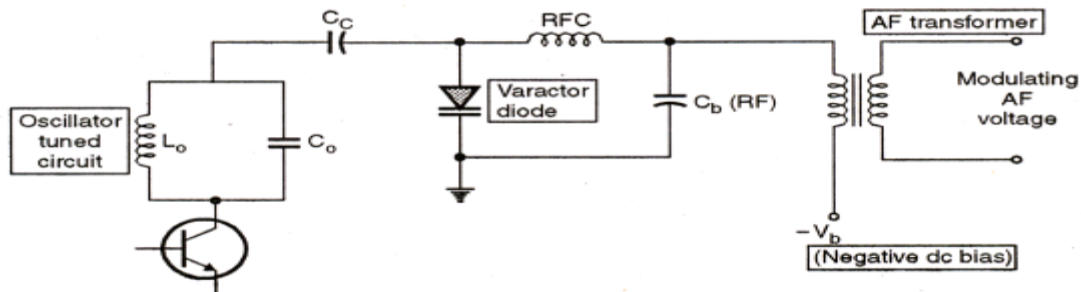 C_C
RFC
AF transformer
Oscillator
tuned
circuit
L_o
C_o
Varactor
diode
C_b (RF)
Modulating
AF
voltage
−V_b
(Negative dc bias)